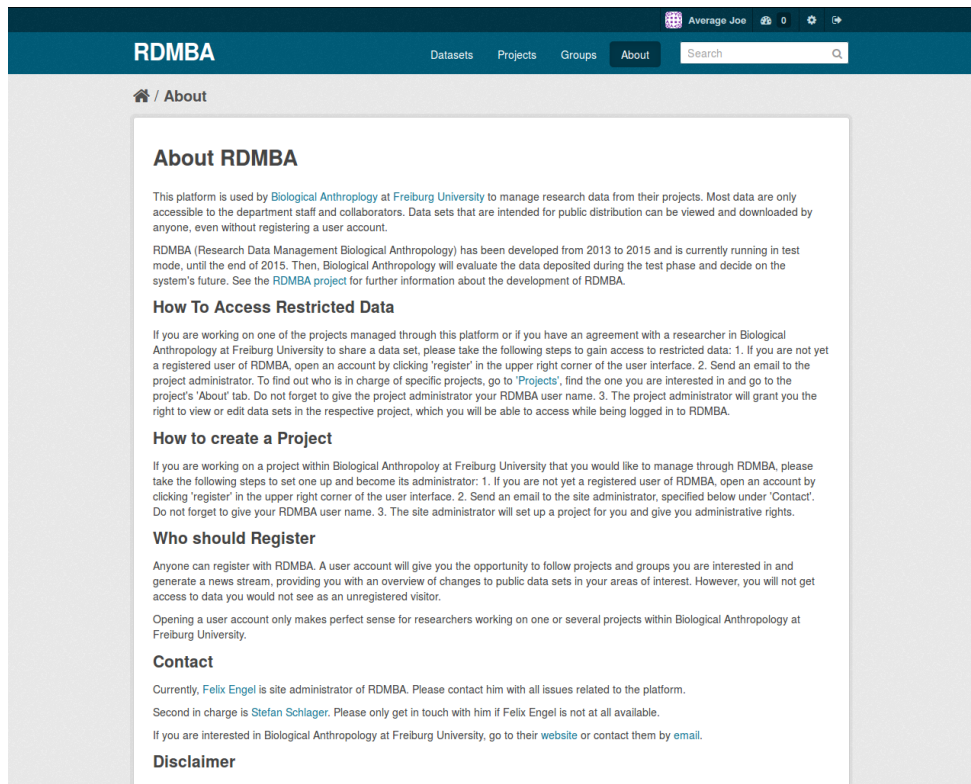 Average Joe 0
RDMBA Datasets Projects Groups About Search
/ About
About RDMBA
This platform is used by Biological Anthroplogy at Freiburg University to manage research data from their projects. Most data are only
accessible to the department staff and collaborators. Data sets that are intended for public distribution can be viewed and downloaded by
anyone, even without registering a user account.
RDMBA (Research Data Management Biological Anthropology) has been developed from 2013 to 2015 and is currently running in test
mode, until the end of 2015. Then, Biological Anthropology will evaluate the data deposited during the test phase and decide on the
system's future. See the RDMBA project for further information about the development of RDMBA.
How To Access Restricted Data
If you are working on one of the projects managed through this platform or if you have an agreement with a researcher in Biological
Anthropology at Freiburg University to share a data set, please take the following steps to gain access to restricted data: 1. If you are not yet
a registered user of RDMBA, open an account by clicking 'register' in the upper right corner of the user interface. 2. Send an email to the
project administrator. To find out who is in charge of specific projects, go to 'Projects', find the one you are interested in and go to the
project's 'About' tab. Do not forget to give the project administrator your RDMBA user name. 3. The project administrator will grant you the
right to view or edit data sets in the respective project, which you will be able to access while being logged in to RDMBA.
How to create a Project
If you are working on a project within Biological Anthropoloy at Freiburg University that you would like to manage through RDMBA, please
take the following steps to set one up and become its administrator: 1. If you are not yet a registered user of RDMBA, open an account by
clicking 'register' in the upper right corner of the user interface. 2. Send an email to the site administrator, specified below under 'Contact'.
Do not forget to give your RDMBA user name. 3. The site administrator will set up a project for you and give you administrative rights.
Who should Register
Anyone can register with RDMBA. A user account will give you the opportunity to follow projects and groups you are interested in and
generate a news stream, providing you with an overview of changes to public data sets in your areas of interest. However, you will not get
access to data you would not see as an unregistered visitor.
Opening a user account only makes perfect sense for researchers working on one or several projects within Biological Anthropology at
Freiburg University.
Contact
Currently, Felix Engel is site administrator of RDMBA. Please contact him with all issues related to the platform.
Second in charge is Stefan Schlager. Please only get in touch with him if Felix Engel is not at all available.
If you are interested in Biological Anthropology at Freiburg University, go to their website or contact them by email.
Disclaimer